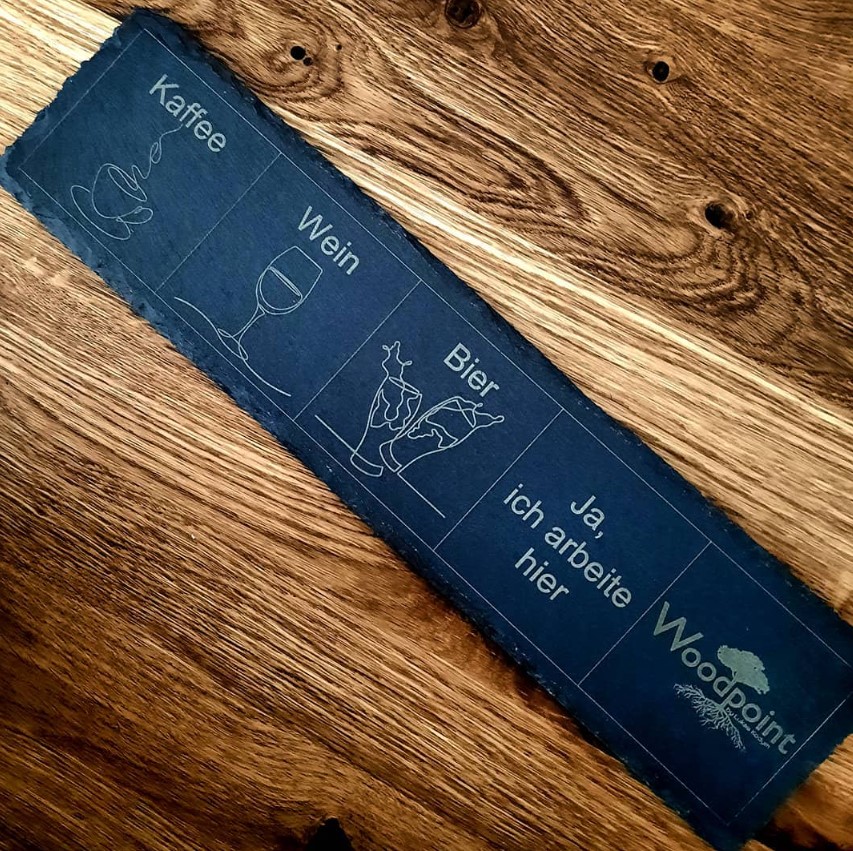 Kaffee
Wein
Bier
Ja,
ich arbeite
hier
Woodpoint